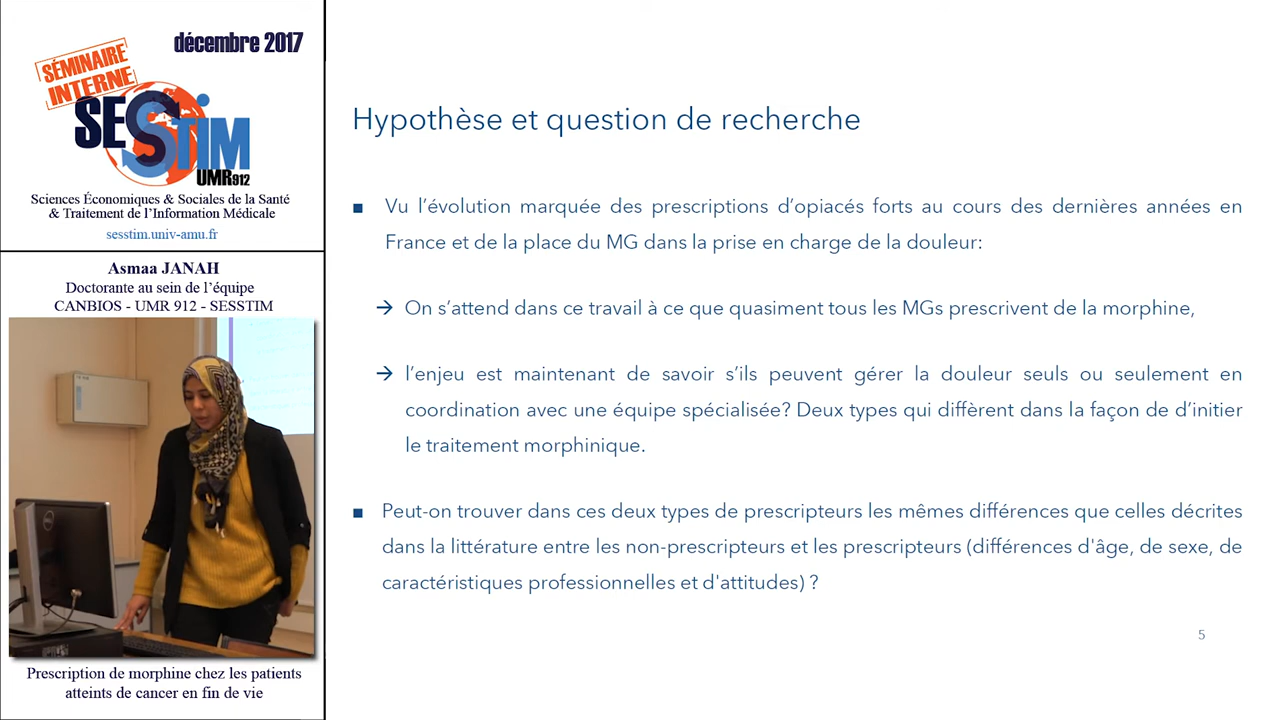 décembre 2017
SÉMINAIRE
INTERNE
SESSTIM
UMR912
Sciences Économiques & Sociales de la Santé
& Traitement de l'Information Médicale
sesstim.univ-amu.fr
Asmaa JANAH
Doctorante au sein de l'équipe
CANBIOS - UMR 912 - SESSTIM
DELL
Prescription de morphine chez les patients
atteints de cancer en fin de vie
Hypothèse et question de recherche
■ Vu l'évolution marquée des prescriptions d'opiacés forts au cours des dernières années en
France et de la place du MG dans la prise en charge de la douleur:
→ On s'attend dans ce travail à ce que quasiment tous les MGs prescrivent de la morphine,
→ l'enjeu est maintenant de savoir s'ils peuvent gérer la douleur seuls ou seulement en
coordination avec une équipe spécialisée? Deux types qui diffèrent dans la façon de d'initier
le traitement morphinique.
■ Peut-on trouver dans ces deux types de prescripteurs les mêmes différences que celles décrites
dans la littérature entre les non-prescripteurs et les prescripteurs (différences d'âge, de sexe, de
caractéristiques professionnelles et d'attitudes) ?
5